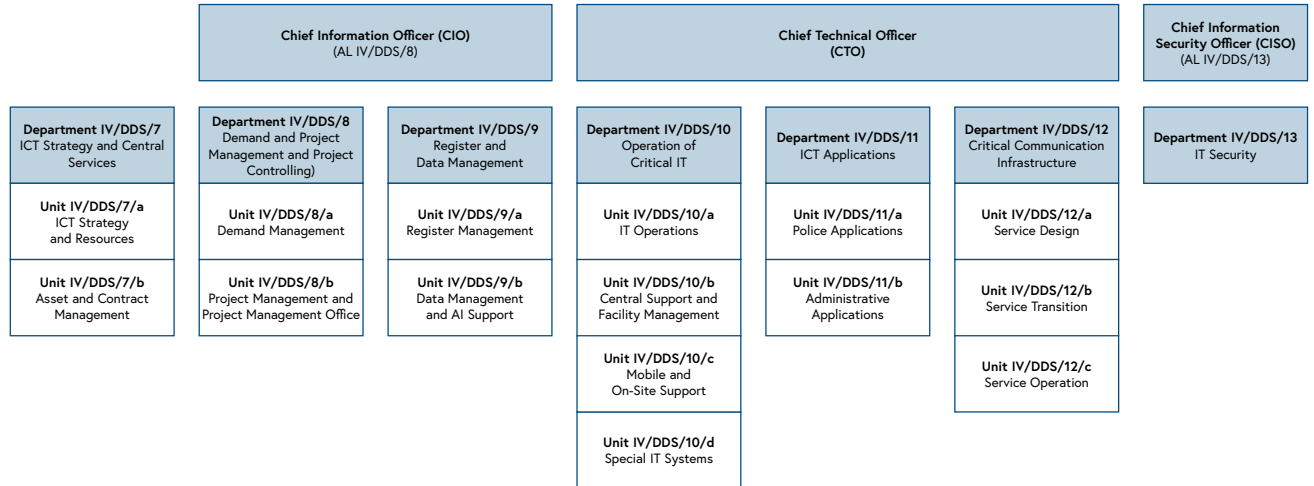 Chief Information Officer (CIO)
(AL IV/DDS/8)
Chief Technical Officer
(CTO)
Chief Information
Security Officer (CISO)
(AL IV/DDS/13)
Department IV/DDS/7
ICT Strategy and Central
Services
Unit IV/DDS/7/a
ICT Strategy
and Resources
Unit IV/DDS/7/b
Asset and Contract
Management
Department IV/DDS/8
Demand and Project
Management and Project
Controlling)
Unit IV/DDS/8/a
Demand Management
Unit IV/DDS/8/b
Project Management and
Project Management Office
Department IV/DDS/9
Register and
Data Management
Unit IV/DDS/9/a
Register Management
Unit IV/DDS/9/b
Data Management
and AI Support
Department IV/DDS/10
Operation of
Critical IT
Unit IV/DDS/10/a
IT Operations
Unit IV/DDS/10/b
Central Support and
Facility Management
Unit IV/DDS/10/c
Mobile and
On-Site Support
Unit IV/DDS/10/d
Special IT Systems
Department IV/DDS/11
ICT Applications
Unit IV/DDS/11/a
Police Applications
Unit IV/DDS/11/b
Administrative
Applications
Department IV/DDS/12
Critical Communication
Infrastructure
Unit IV/DDS/12/a
Service Design
Unit IV/DDS/12/b
Service Transition
Unit IV/DDS/12/c
Service Operation
Department IV/DDS/13
IT Security